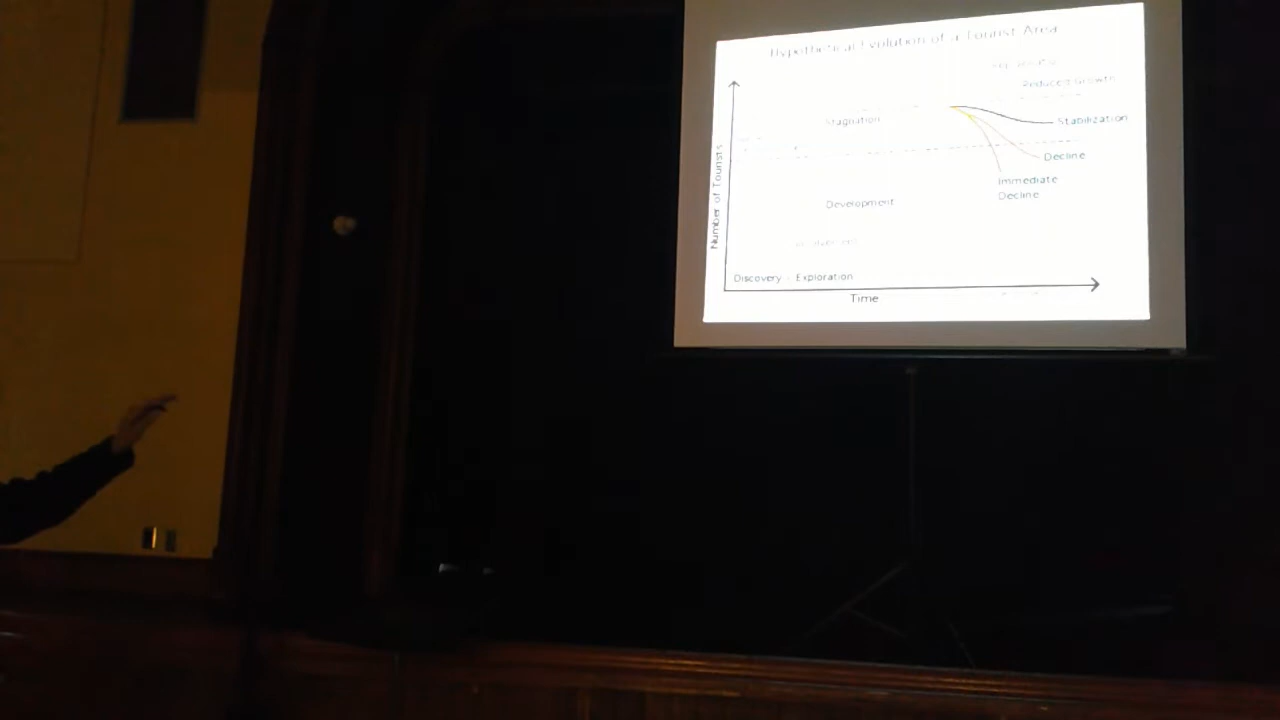 Hypothetical Evolution of a Tourist Area
Reduced Growth
Stagnation
Stabilization
Decline
Immediate
Decline
Number of Tourists
Development
Discovery - Exploration
Time